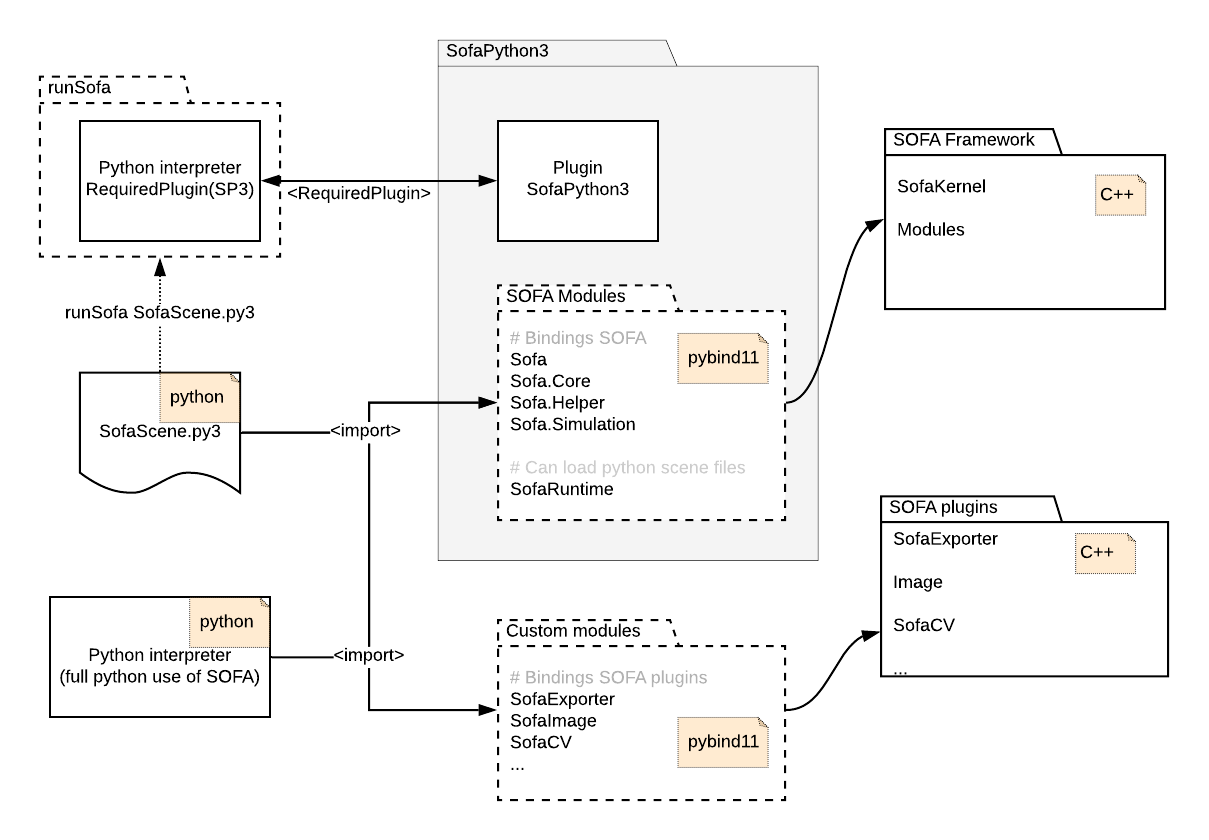 SofaPython3
runSofa
Python interpreter
RequiredPlugin(SP3)
<RequiredPlugin>
Plugin
SofaPython3
SOFA Framework
SofaKernel
C++
Modules
runSofa SofaScene.py3
python
SofaScene.py3
<import>
SOFA Modules
# Bindings SOFA
Sofa
pybind11
Sofa.Core
Sofa.Helper
Sofa.Simulation
# Can load python scene files
SofaRuntime
SOFA plugins
SofaExporter
C++
Image
SofaCV
...
python
Python interpreter
(full python use of SOFA)
<import>
Custom modules
# Bindings SOFA plugins
SofaExporter
SofaImage
SofaCV
pybind11
...